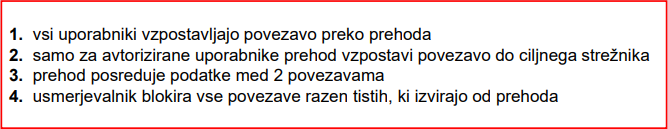 1. vsi uporabniki vzpostavljajo povezavo preko prehoda
2. samo za avtorizirane uporabnike prehod vzpostavi povezavo do ciljnega strežnika
3. prehod posreduje podatke med 2 povezavama
4. usmerjevalnik blokira vse povezave razen tistih, ki izvirajo od prehoda